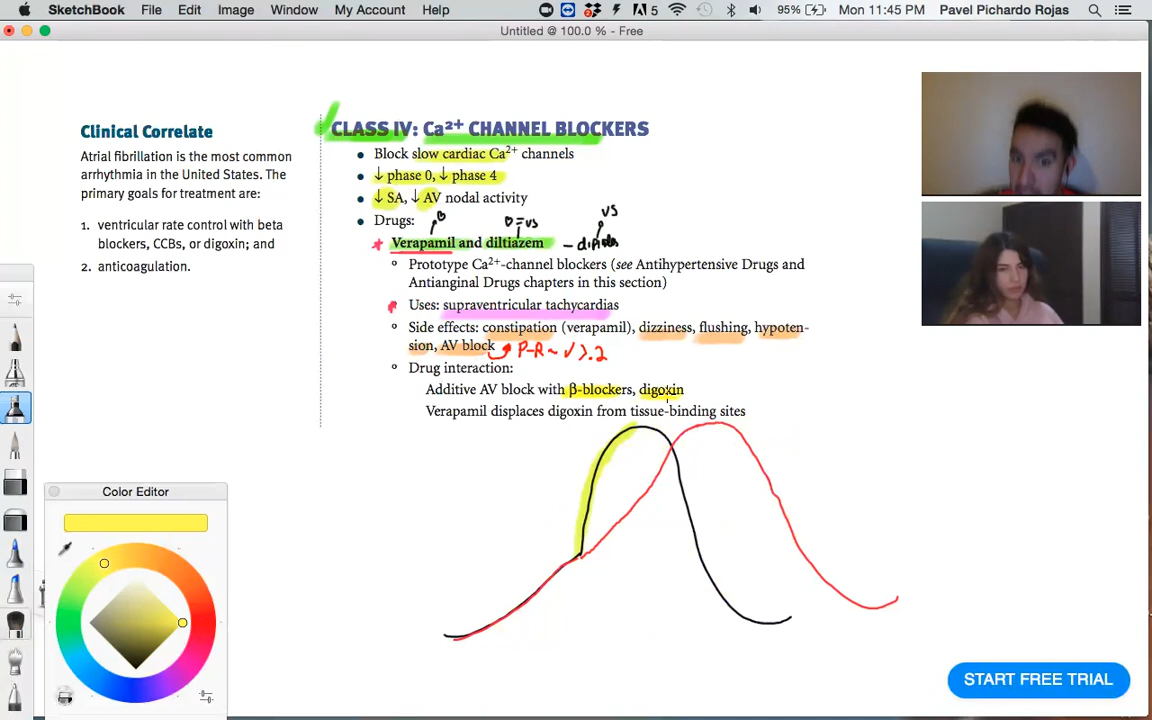 SketchBook File Edit Image Window My Account Help 5 95% Mon 11:45 PM Pavel Pichardo Rojas
Untitled @ 100.0 % - Free
Clinical Correlate
Atrial fibrillation is the most common
arrhythmia in the United States. The
primary goals for treatment are:
1. ventricular rate control with beta
blockers, CCBs, or digoxin; and
2. anticoagulation.
CLASS IV: Ca²⁺ CHANNEL BLOCKERS
• Block slow cardiac Ca²⁺ channels
• ↓ phase 0, ↓ phase 4
• ↓ SA, ↓ AV nodal activity
• Drugs:
VS
= VS
Verapamil and diltiazem
° Prototype Ca²⁺-channel blockers (see Antihypertensive Drugs and
Antianginal Drugs chapters in this section)
° Uses: supraventricular tachycardias
° Side effects: constipation (verapamil), dizziness, flushing, hypoten-
sion, AV block
P-R ~ √ >.2
° Drug interaction:
Additive AV block with β-blockers, digoxin
Verapamil displaces digoxin from tissue-binding sites
Color Editor
START FREE TRIAL